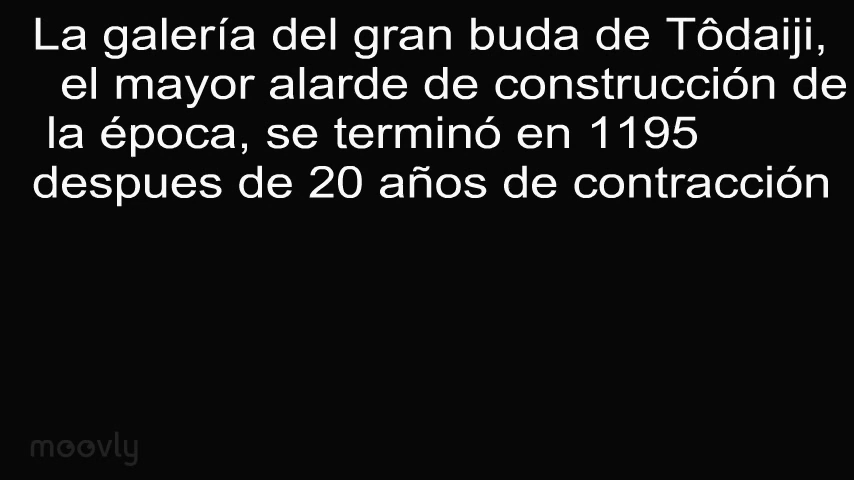 La galería del gran buda de Tôdaiji,
el mayor alarde de construcción de
la época, se terminó en 1195
despues de 20 años de contracción
moovly